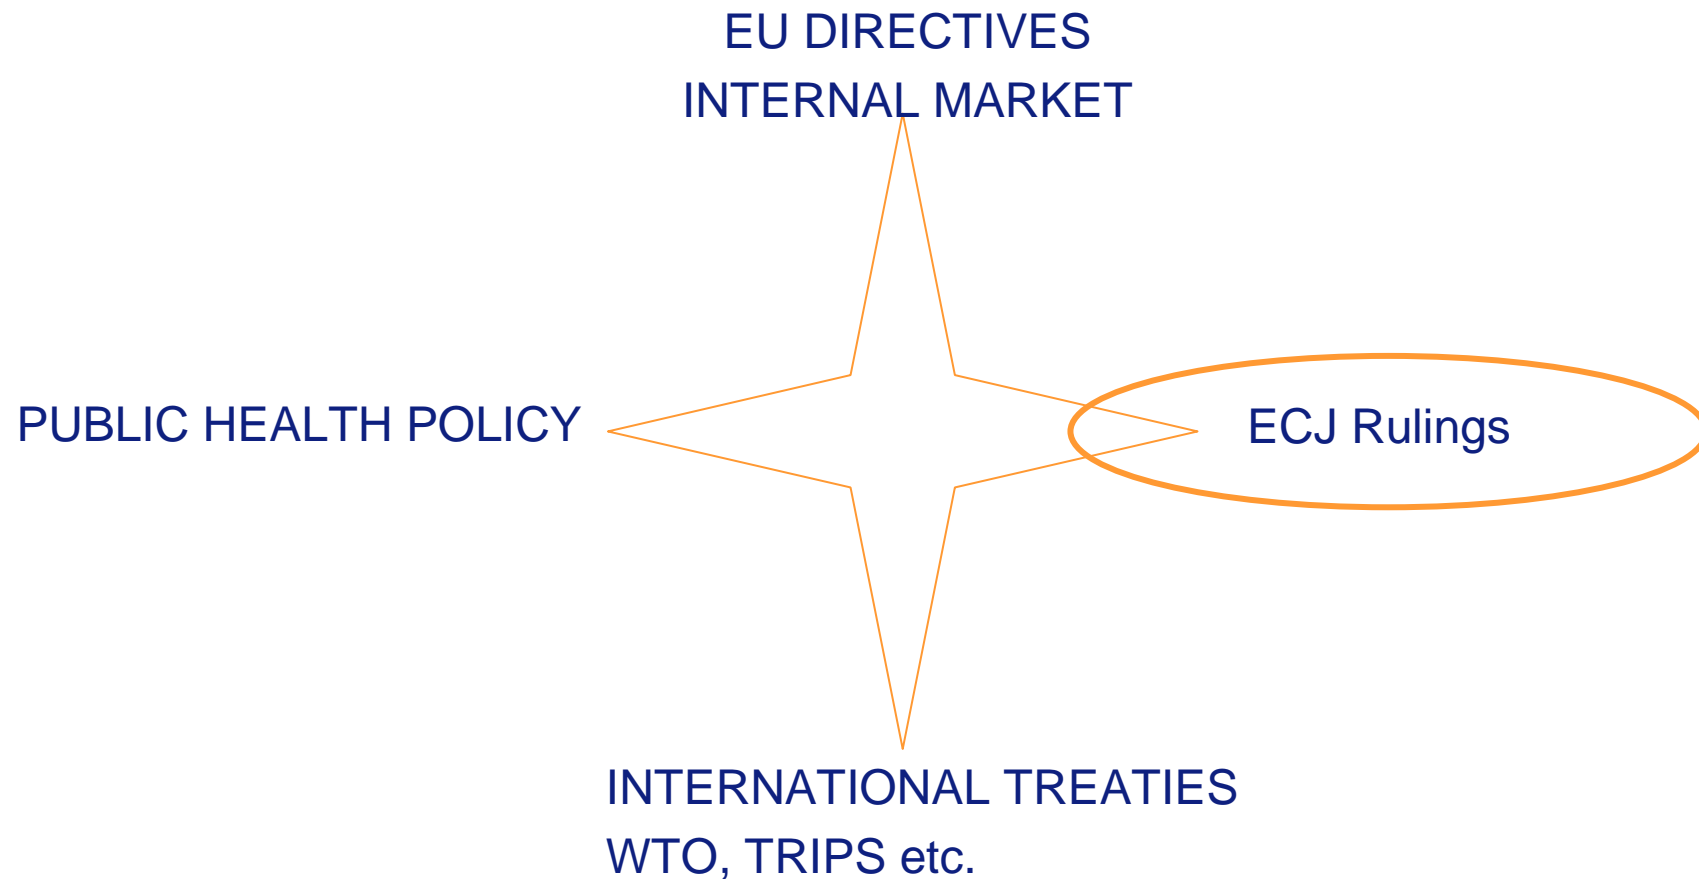 EU DIRECTIVES
INTERNAL MARKET
PUBLIC HEALTH POLICY
ECJ Rulings
INTERNATIONAL TREATIES
WTO, TRIPS etc.